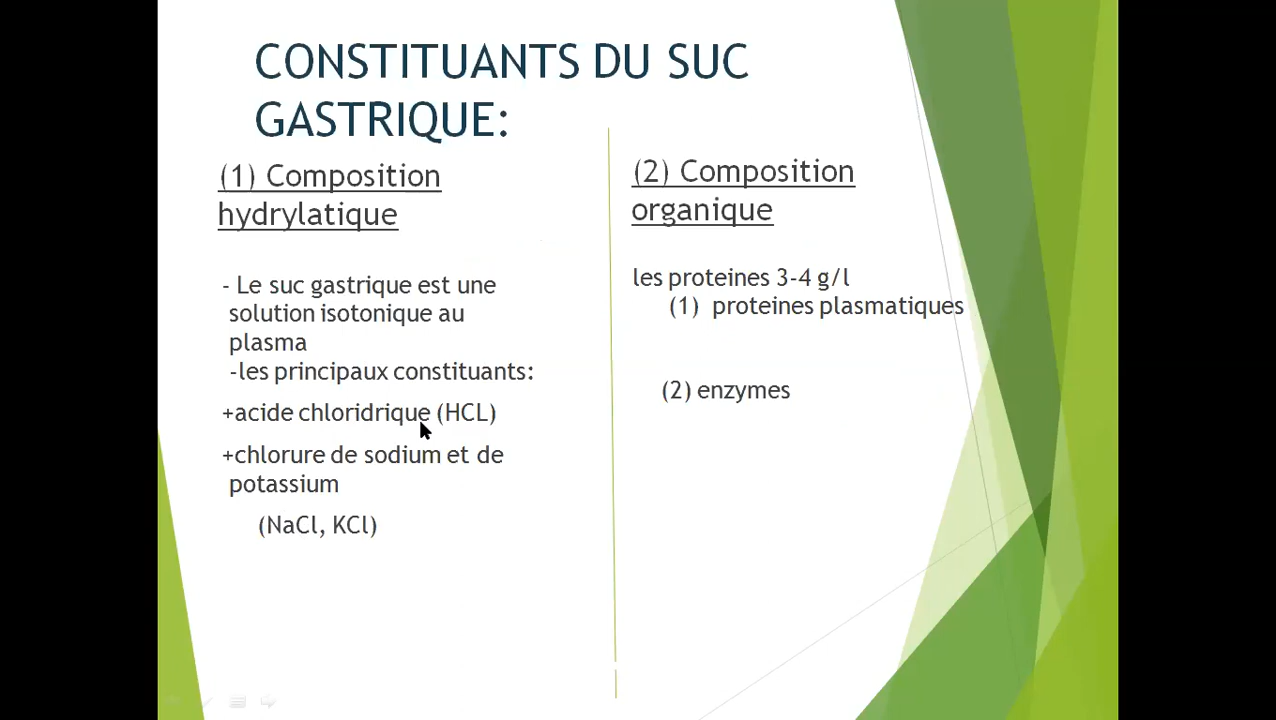 CONSTITUANTS DU SUC
GASTRIQUE:
(1) Composition
hydrylatique
- Le suc gastrique est une
solution isotonique au
plasma
-les principaux constituants:
+acide chloridrique (HCL)
+chlorure de sodium et de
potassium
(NaCl, KCl)
(2) Composition
organique
les proteines 3-4 g/l
(1) proteines plasmatiques
(2) enzymes